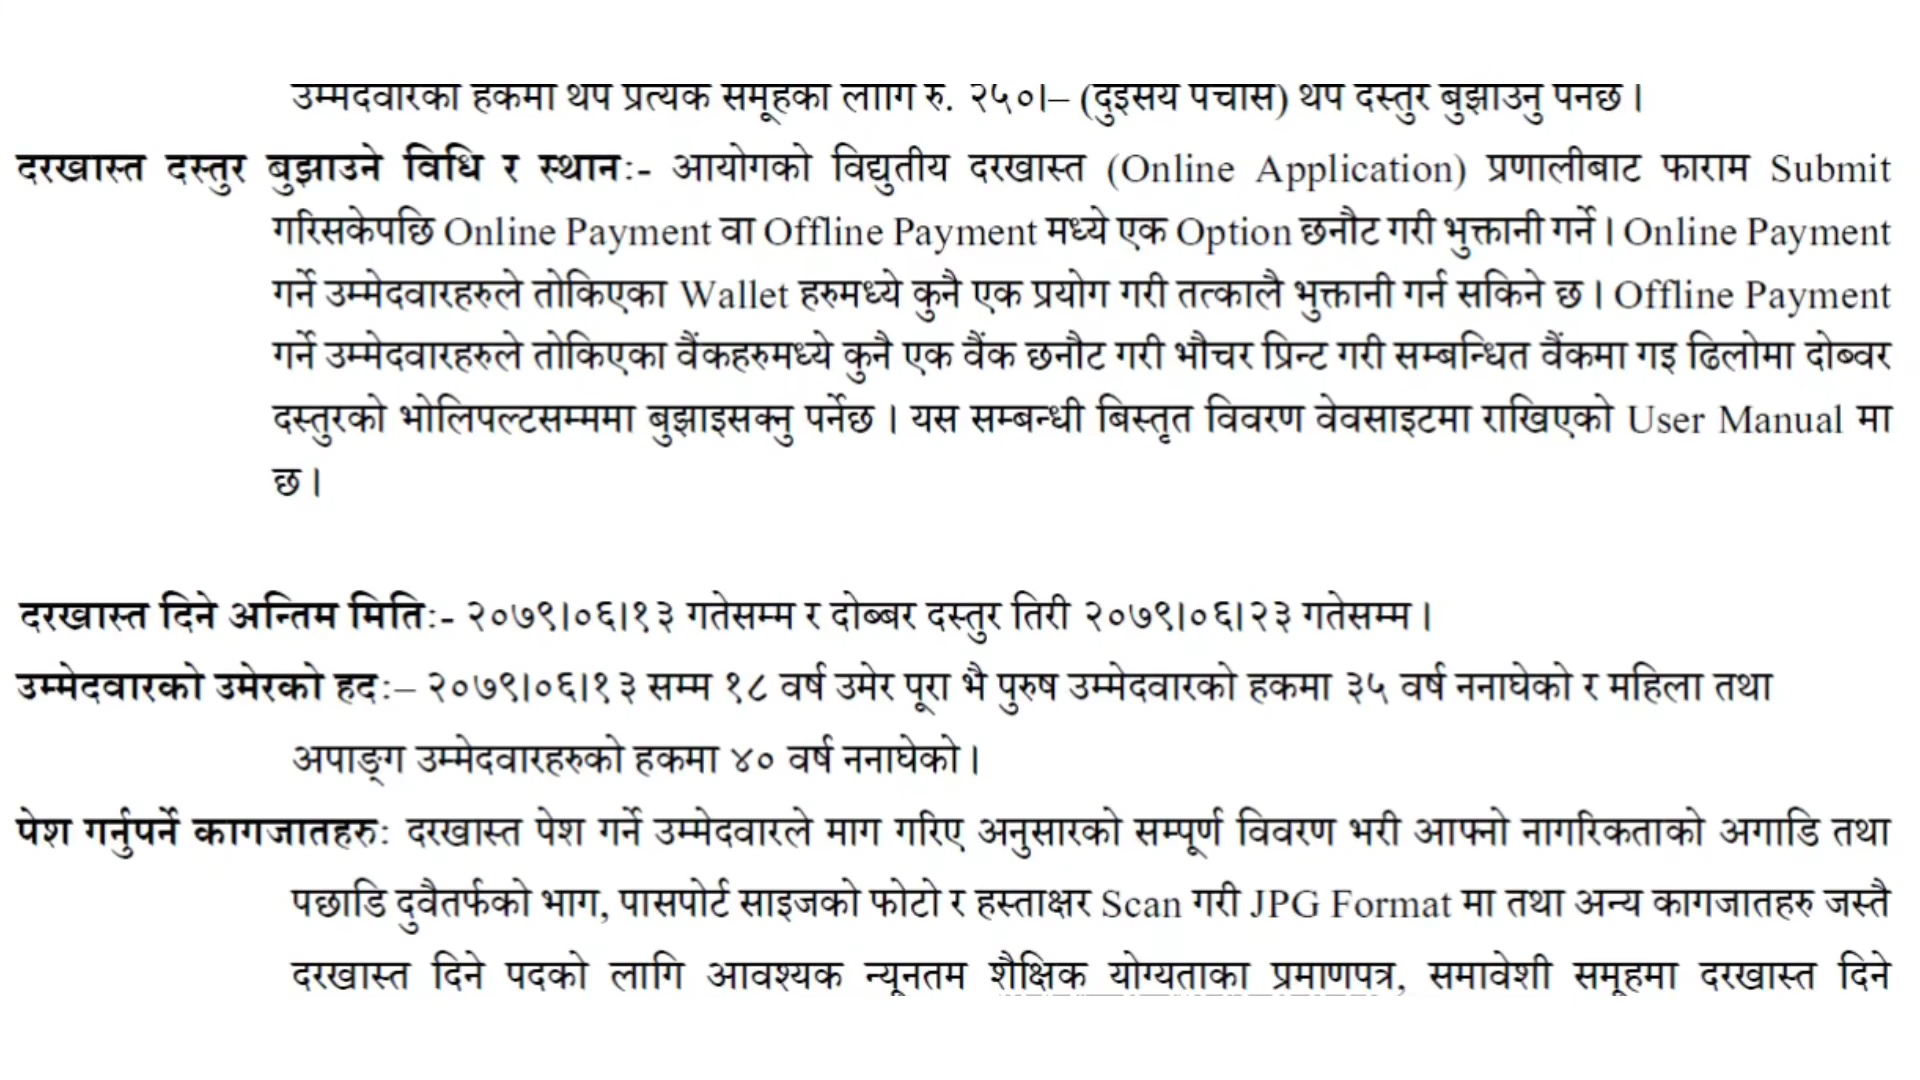 उम्मेदवारको हकमा थप प्रत्येक समूहका लागि रु. २५०।– (दुइसय पचास) थप दस्तुर बुझाउनु पर्नेछ ।
दरखास्त दस्तुर बुझाउने विधि र स्थानः- आयोगको विद्युतीय दरखास्त (Online Application) प्रणालीबाट फाराम Submit
गरिसकेपछि Online Payment वा Offline Payment मध्ये एक Option छनौट गरी भुक्तानी गर्ने । Online Payment
गर्ने उम्मेदवारहरुले तोकिएका Wallet हरुमध्ये कुनै एक प्रयोग गरी तत्कालै भुक्तानी गर्न सकिने छ । Offline Payment
गर्ने उम्मेदवारहरुले तोकिएका वैंकहरुमध्ये कुनै एक वैंक छनौट गरी भौचर प्रिन्ट गरी सम्बन्धित वैंकमा गइ ढिलोमा दोब्वर
दस्तुरको भोलिपल्टसम्ममा बुझाइसक्नु पर्नेछ । यस सम्बन्धी बिस्तृत विवरण वेवसाइटमा राखिएको User Manual मा
छ ।
दरखास्त दिने अन्तिम मितिः- २०७९।०६।१३ गतेसम्म र दोब्बर दस्तुर तिरी २०७९।०६।२३ गतेसम्म ।
उम्मेदवारको उमेरको हदः– २०७९।०६।१३ सम्म १८ वर्ष उमेर पूरा भै पुरुष उम्मेदवारको हकमा ३५ वर्ष ननाघेको र महिला तथा
अपाङ्ग उम्मेदवारहरुको हकमा ४० वर्ष ननाघेको ।
पेश गर्नुपर्ने कागजातहरुः दरखास्त पेश गर्ने उम्मेदवारले माग गरिए अनुसारको सम्पूर्ण विवरण भरी आफ्नो नागरिकताको अगाडि तथा
पछाडि दुवैतर्फको भाग, पासपोर्ट साइजको फोटो र हस्ताक्षर Scan गरी JPG Format मा तथा अन्य कागजातहरु जस्तै
दरखास्त दिने पदको लागि आवश्यक न्यूनतम शैक्षिक योग्यताका प्रमाणपत्र, समावेशी समूहमा दरखास्त दिने